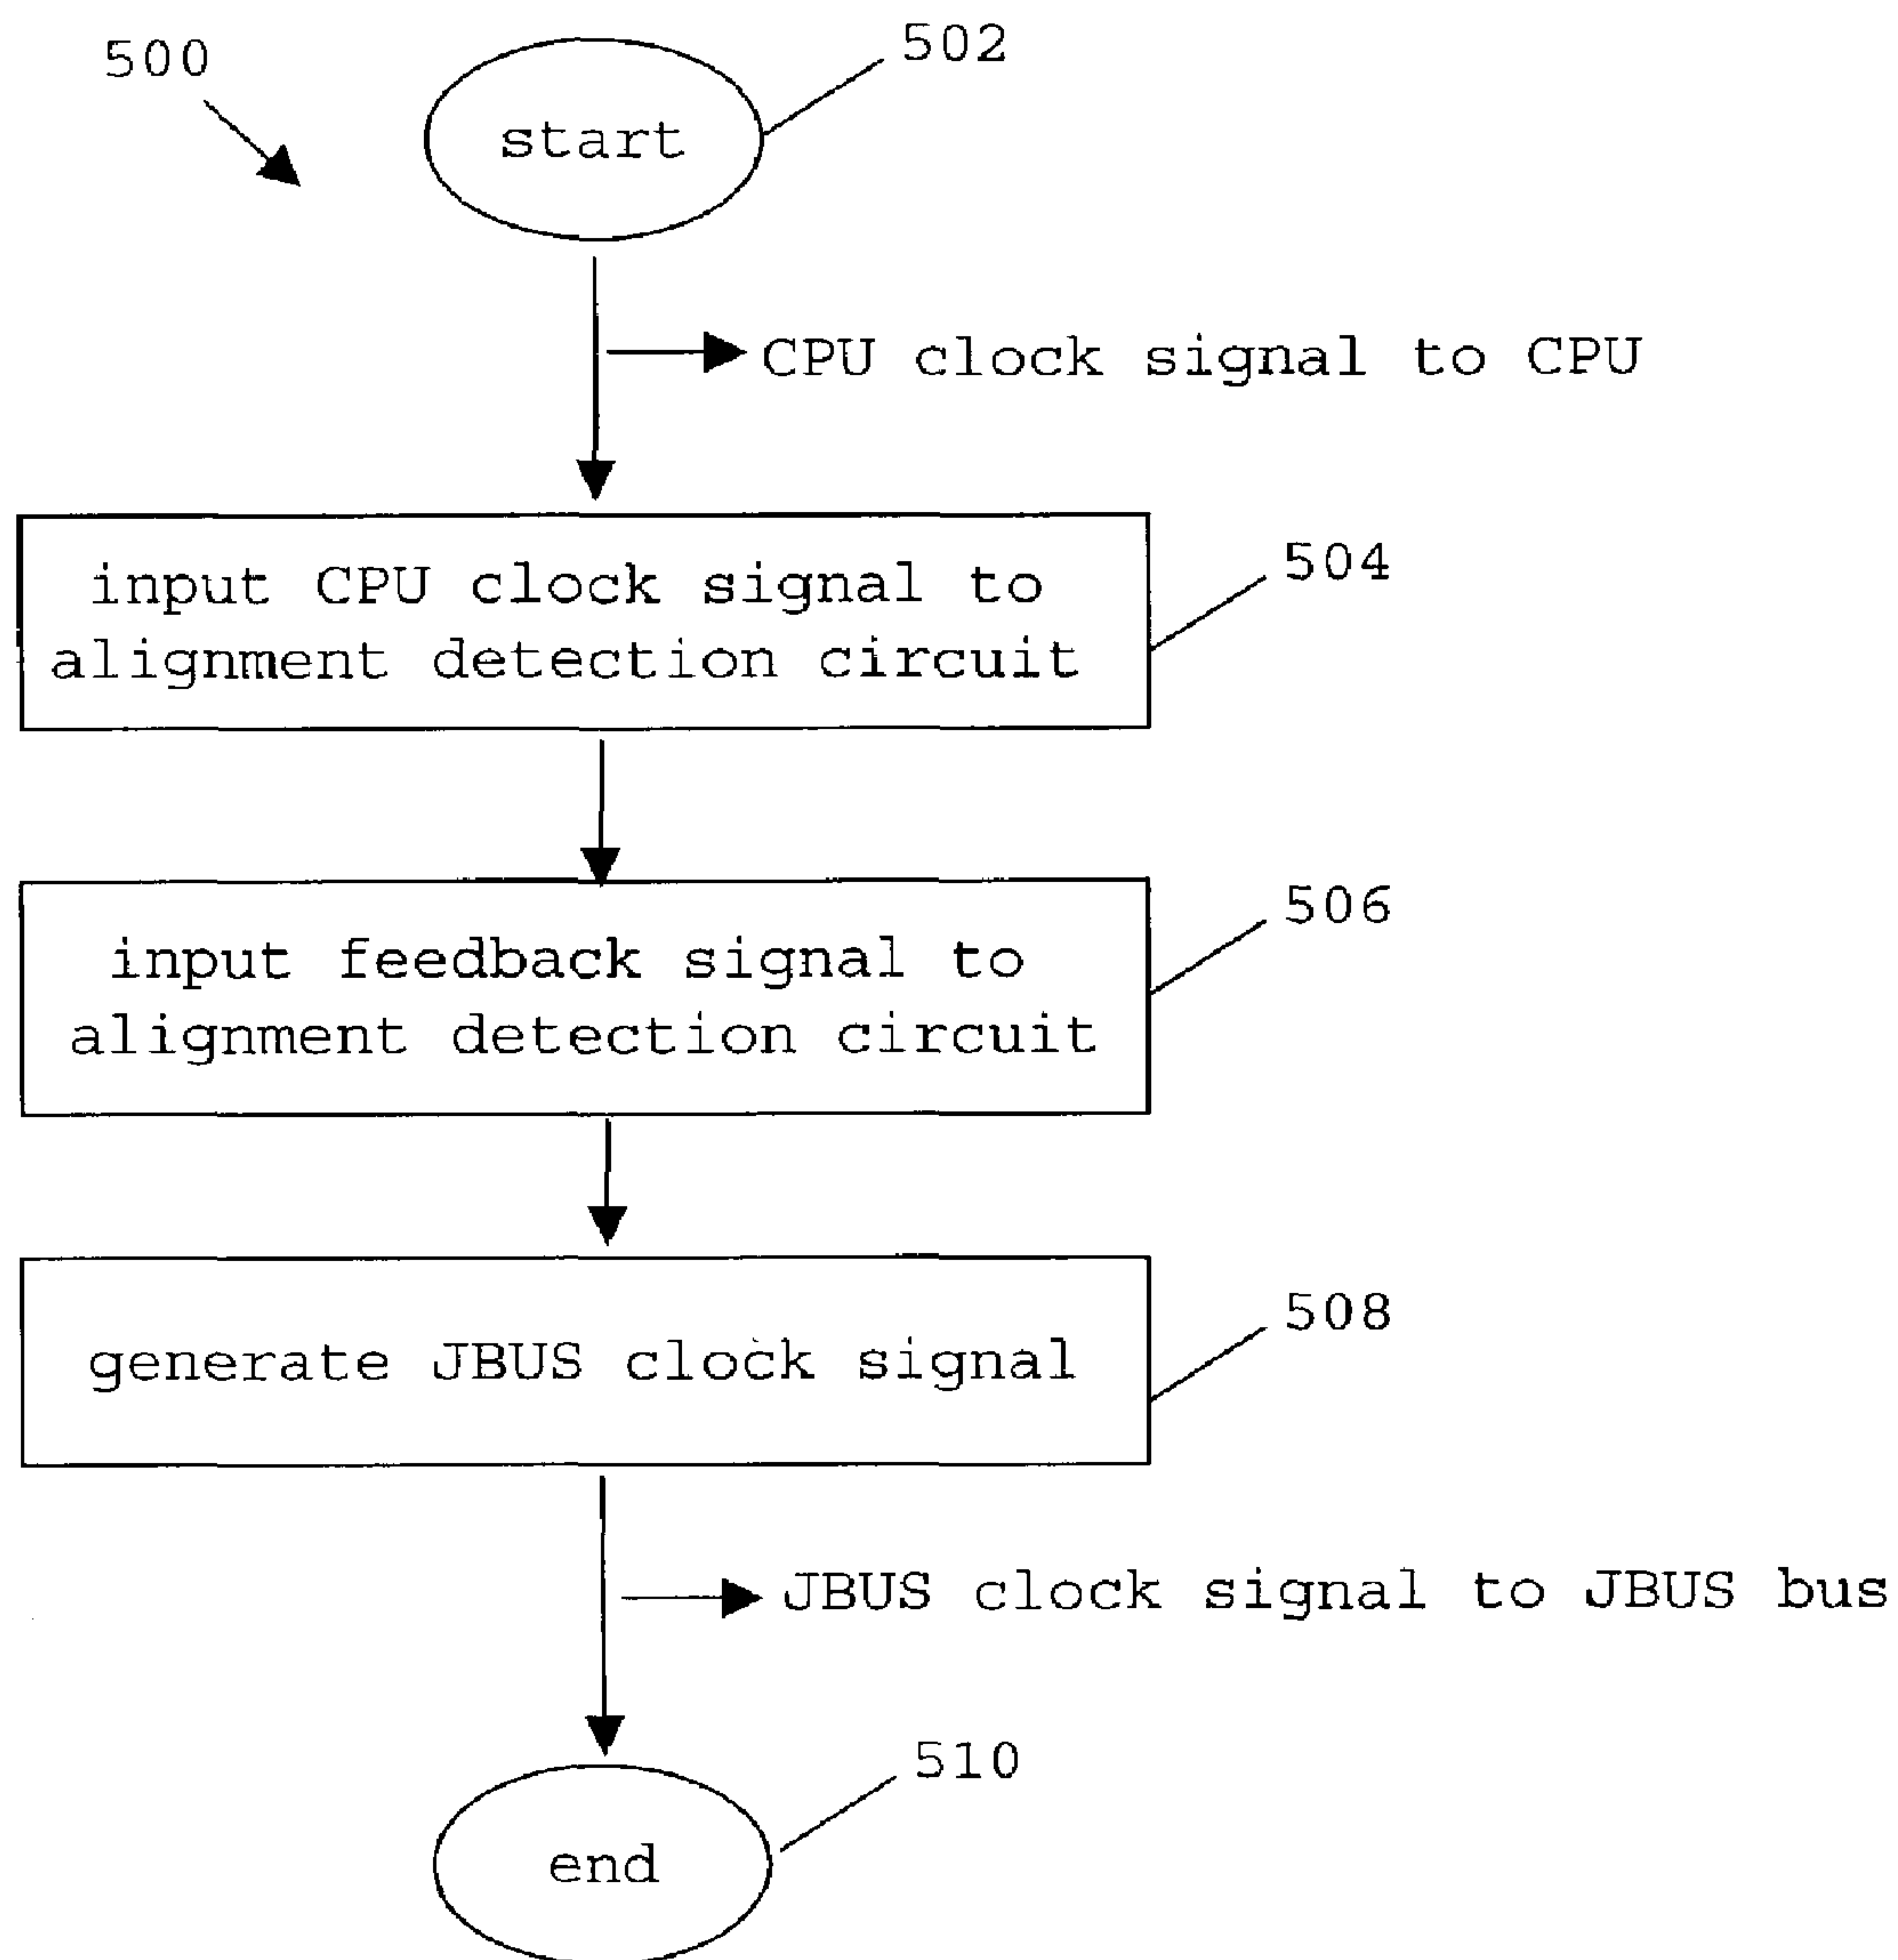 500
502
start
CPU clock signal to CPU
input CPU clock signal to
alignment detection circuit
504
input feedback signal to
alignment detection circuit
506
generate JBUS clock signal
508
JBUS clock signal to JBUS bus
510
end